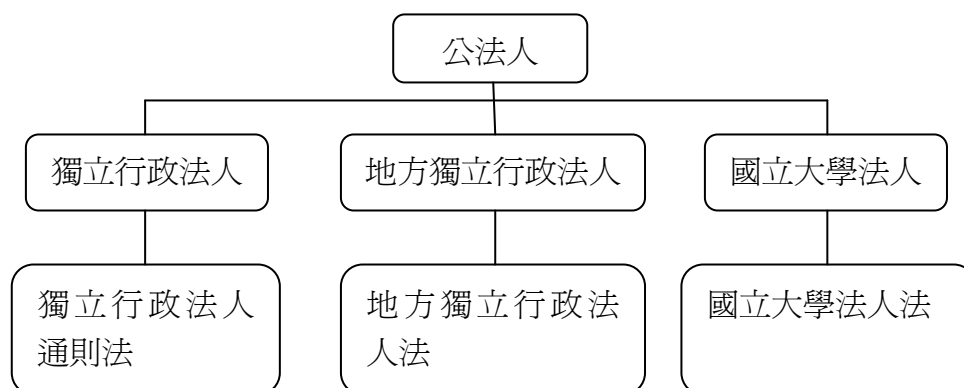 公法人
獨立行政法人
地方獨立行政法人
國立大學法人
獨立行政法人
通則法
地方獨立行政法
人法
國立大學法人法